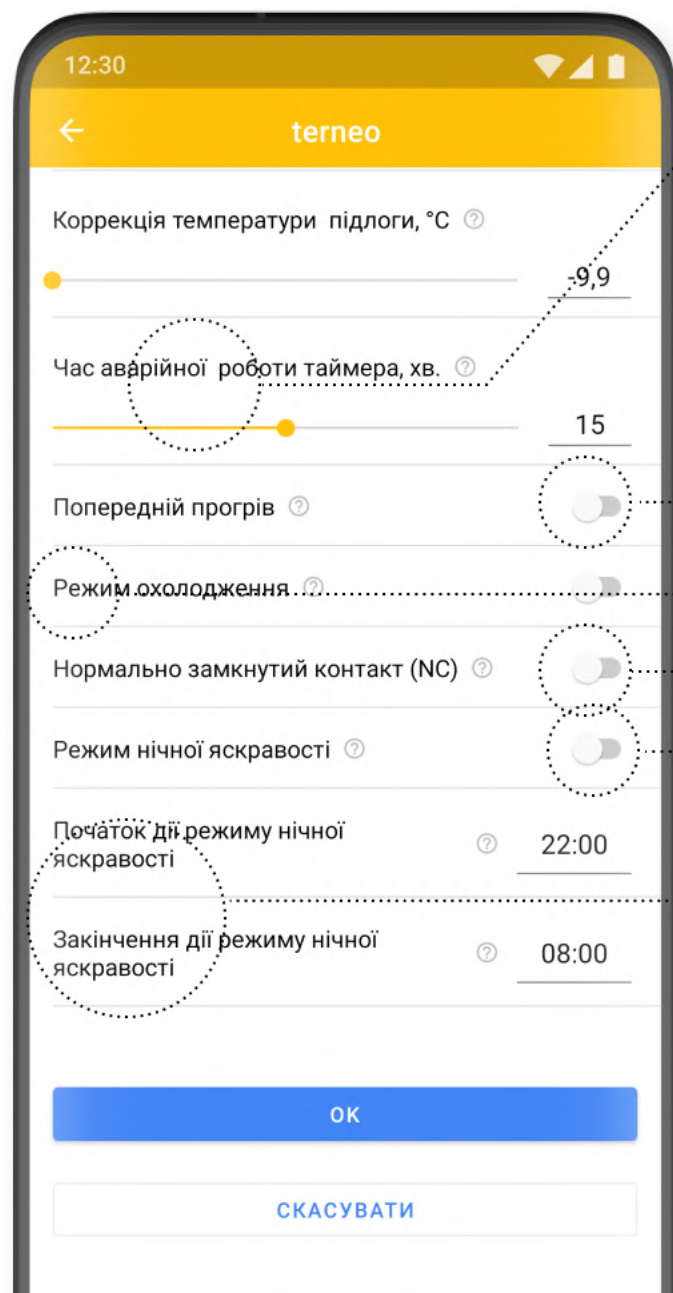 12:30
terneo
Коррекція температури підлоги, °C
-9,9
Час аварійної роботи таймера, хв.
15
Попередній прогрів
Режим охолодження
Нормально замкнутий контакт (NC)
Режим нічної яскравості
Початок дії режиму нічної
яскравості
22:00
Закінчення дії режиму нічної
яскравості
08:00
ОК
СКАСУВАТИ